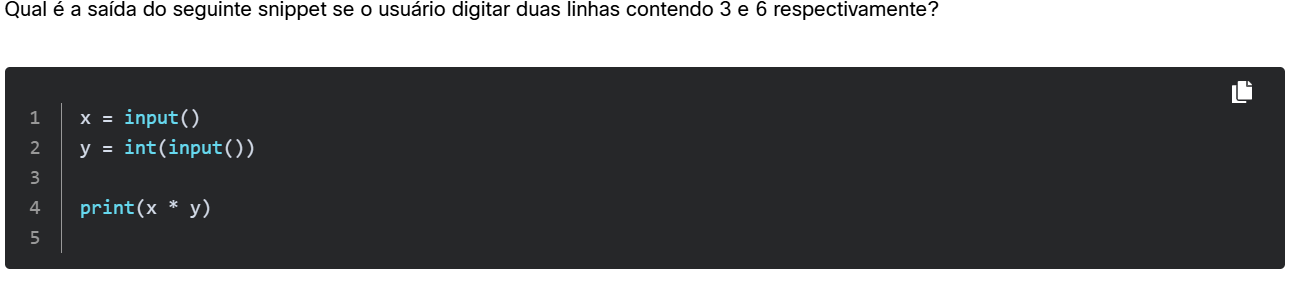 Qual é a saída do seguinte snippet se o usuário digitar duas linhas contendo 3 e 6 respectivamente?
1 x = input()
2 y = int(input())
3
4 print(x * y)
5